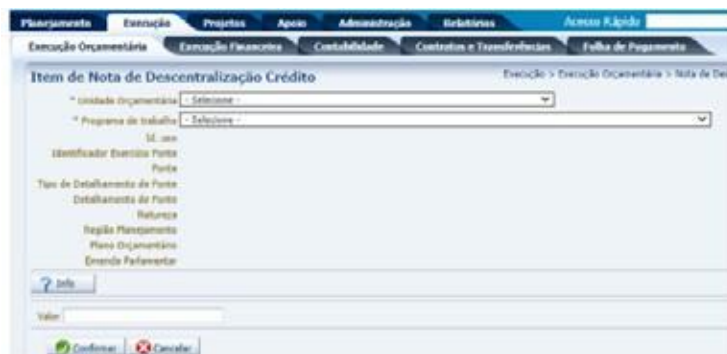 Planejamento Execução Projetos Apoio Administração Relatórios Acesso Rápido
Execução Orçamentária Execução Financeira Contabilidade Contratos e Transferências Folha de Pagamento
Item de Nota de Descentralização Crédito Execução > Execução Orçamentária > Nota de Des
* Unidade Orçamentária - Selecione -
* Programa de trabalho - Selecione -
Id. uso
Identificador Exercício Fonte
Fonte
Tipo de Detalhamento de Fonte
Detalhamento de Fonte
Natureza
Região Planejamento
Plano Orçamentário
Emenda Parlamentar
? Info
Valor
Confirmar Cancelar